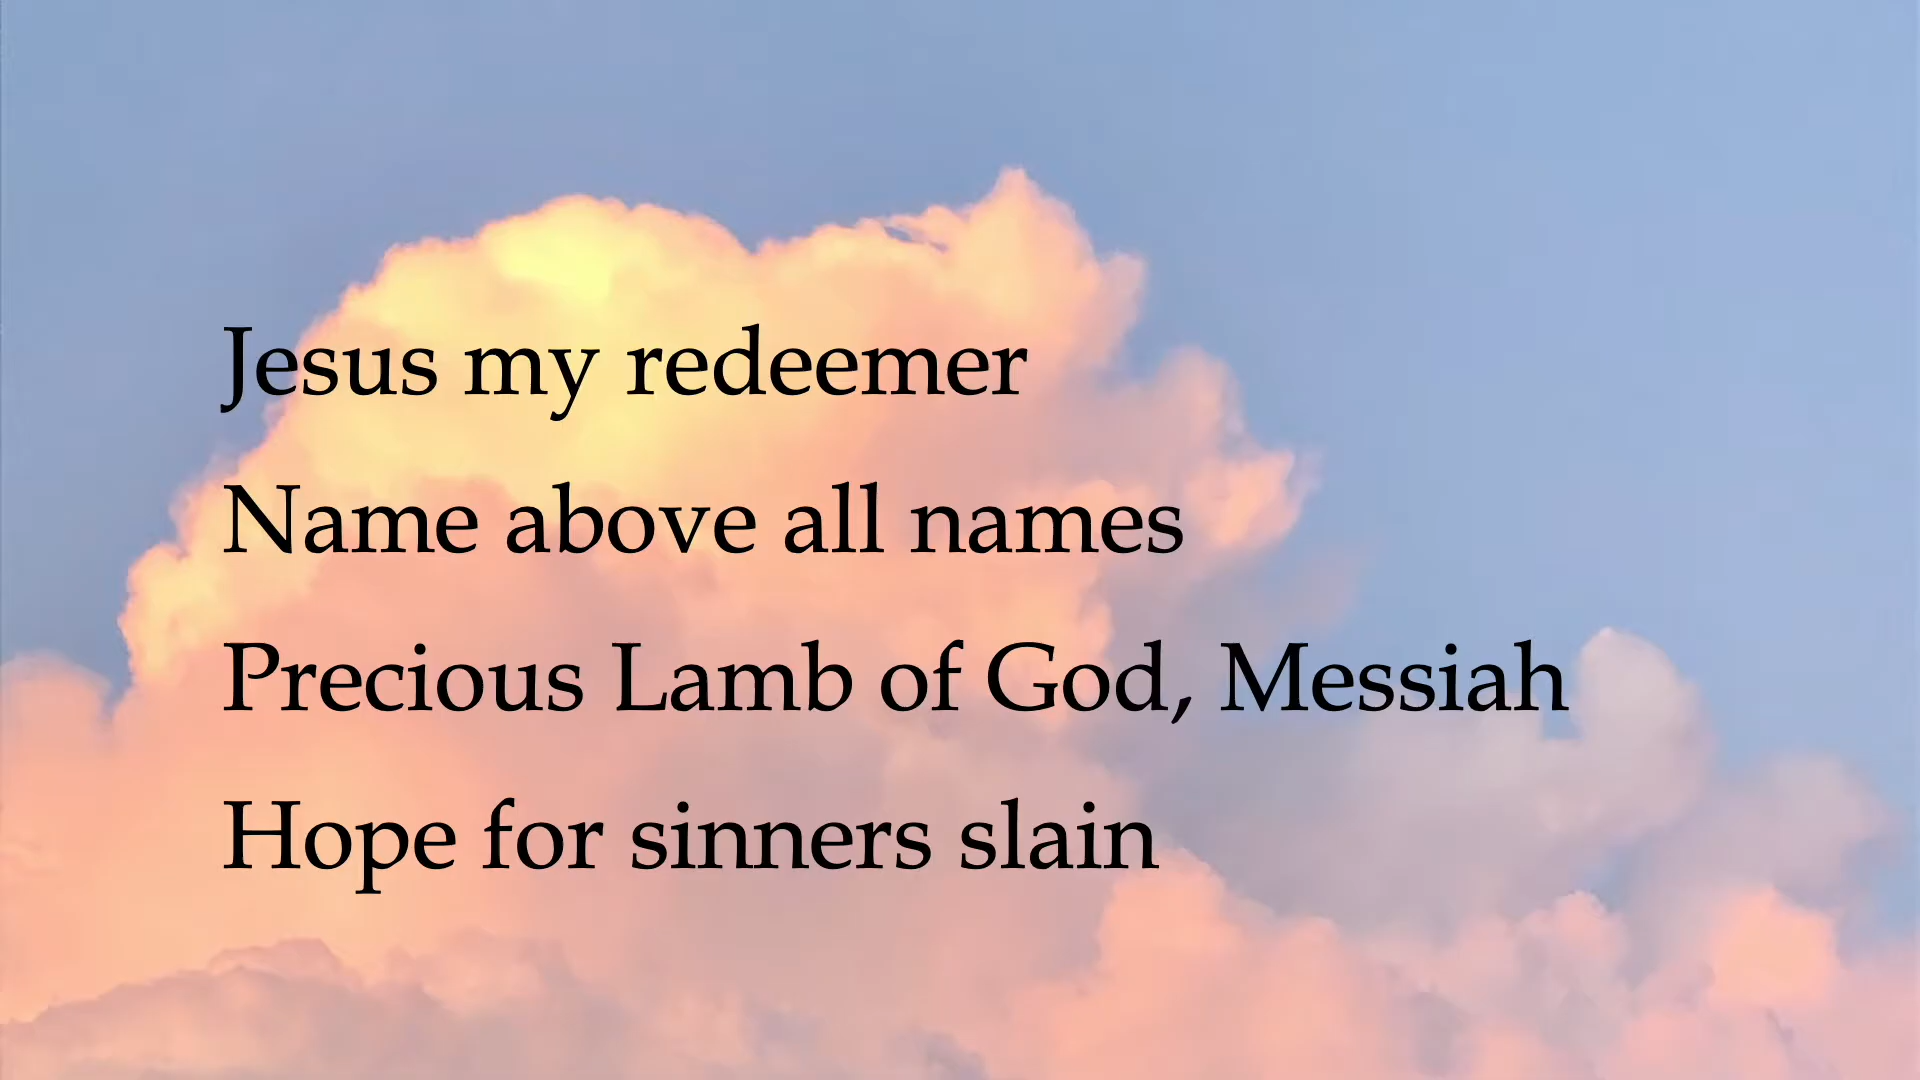 Jesus my redeemer
Name above all names
Precious Lamb of God, Messiah
Hope for sinners slain